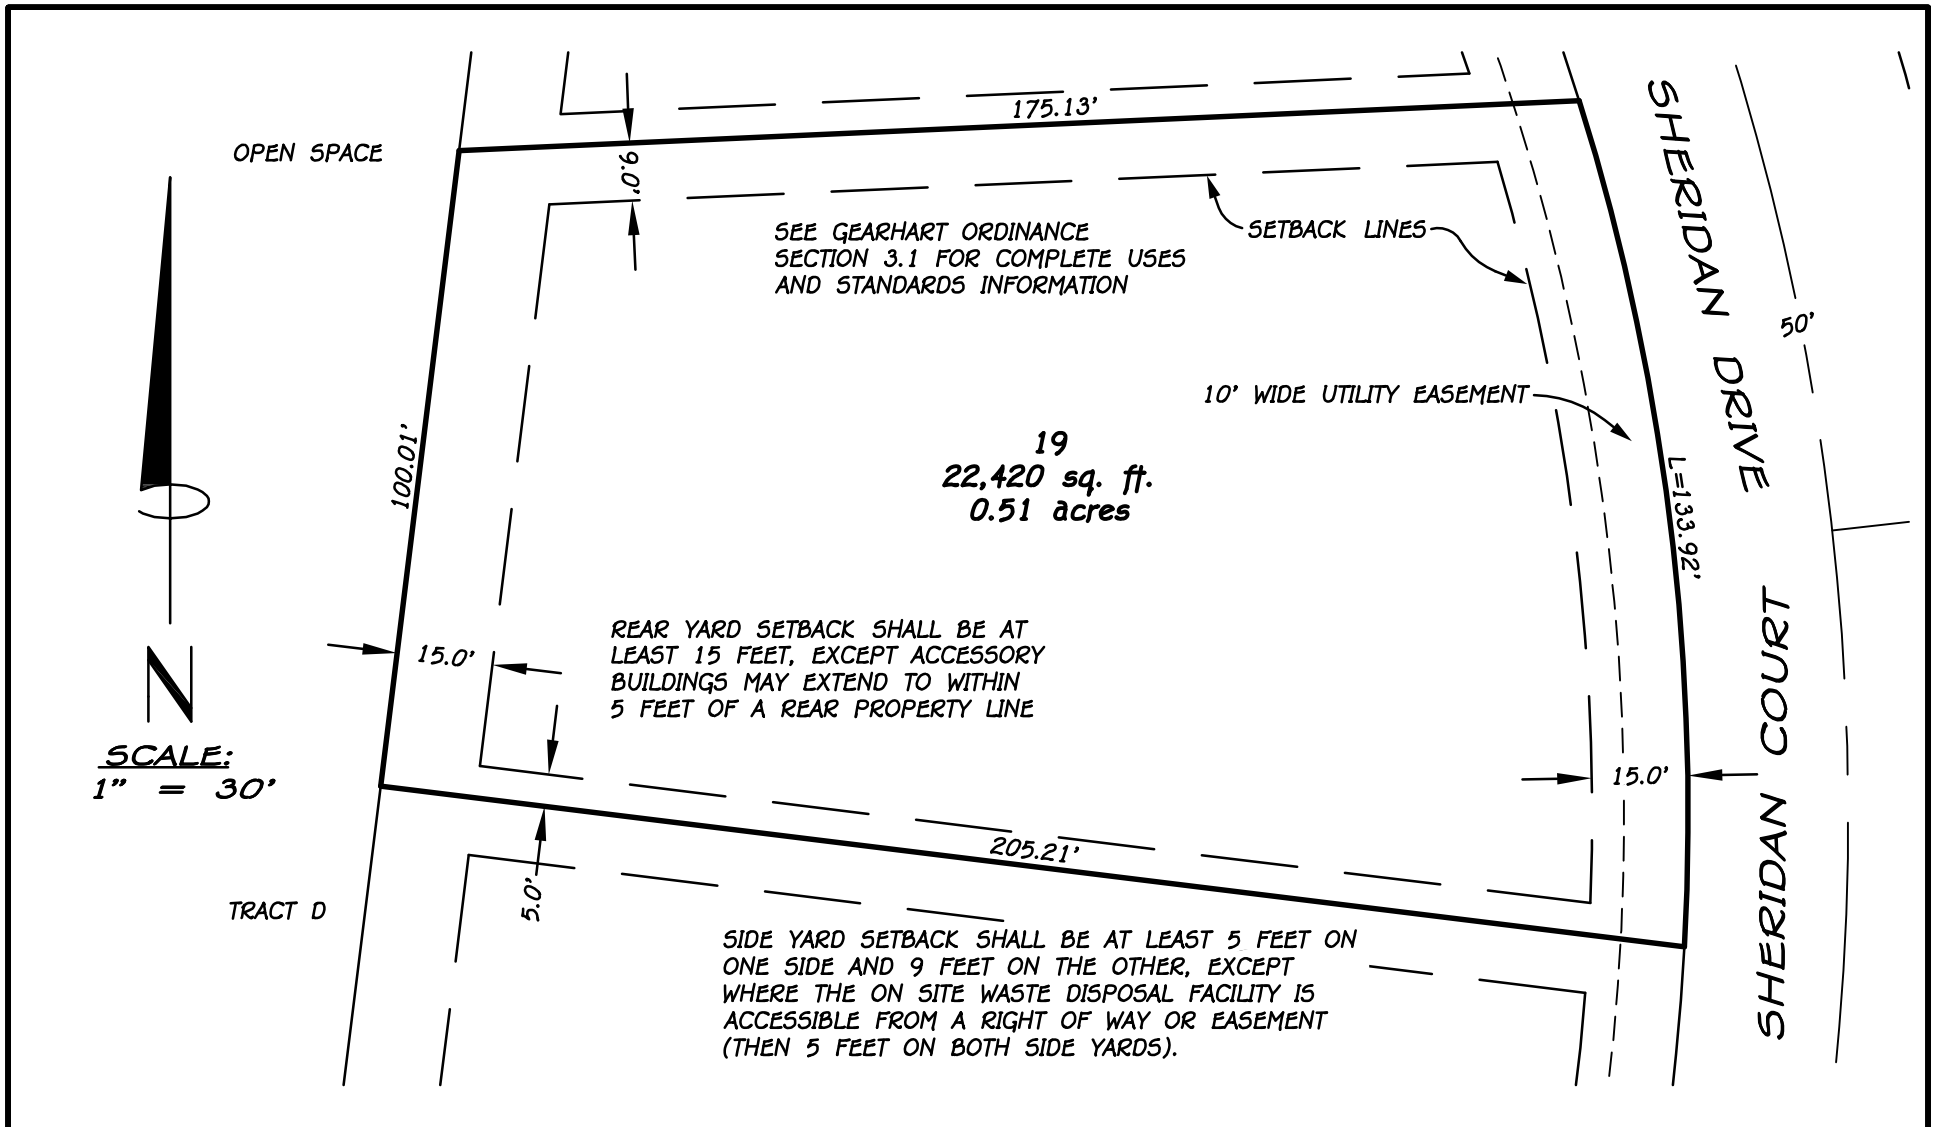 175.13'
OPEN SPACE
9.0'
SEE GEARHART ORDINANCE
SECTION 3.1 FOR COMPLETE USES
AND STANDARDS INFORMATION
SETBACK LINES
SHERIDAN DRIVE
50'
10' WIDE UTILITY EASEMENT
100.01'
19
22,420 sq. ft.
0.51 acres
L=133.92'
N
SCALE:
1" = 30'
15.0'
REAR YARD SETBACK SHALL BE AT
LEAST 15 FEET, EXCEPT ACCESSORY
BUILDINGS MAY EXTEND TO WITHIN
5 FEET OF A REAR PROPERTY LINE
15.0'
SHERIDAN COURT
205.21'
5.0'
TRACT D
SIDE YARD SETBACK SHALL BE AT LEAST 5 FEET ON
ONE SIDE AND 9 FEET ON THE OTHER, EXCEPT
WHERE THE ON SITE WASTE DISPOSAL FACILITY IS
ACCESSIBLE FROM A RIGHT OF WAY OR EASEMENT
(THEN 5 FEET ON BOTH SIDE YARDS).